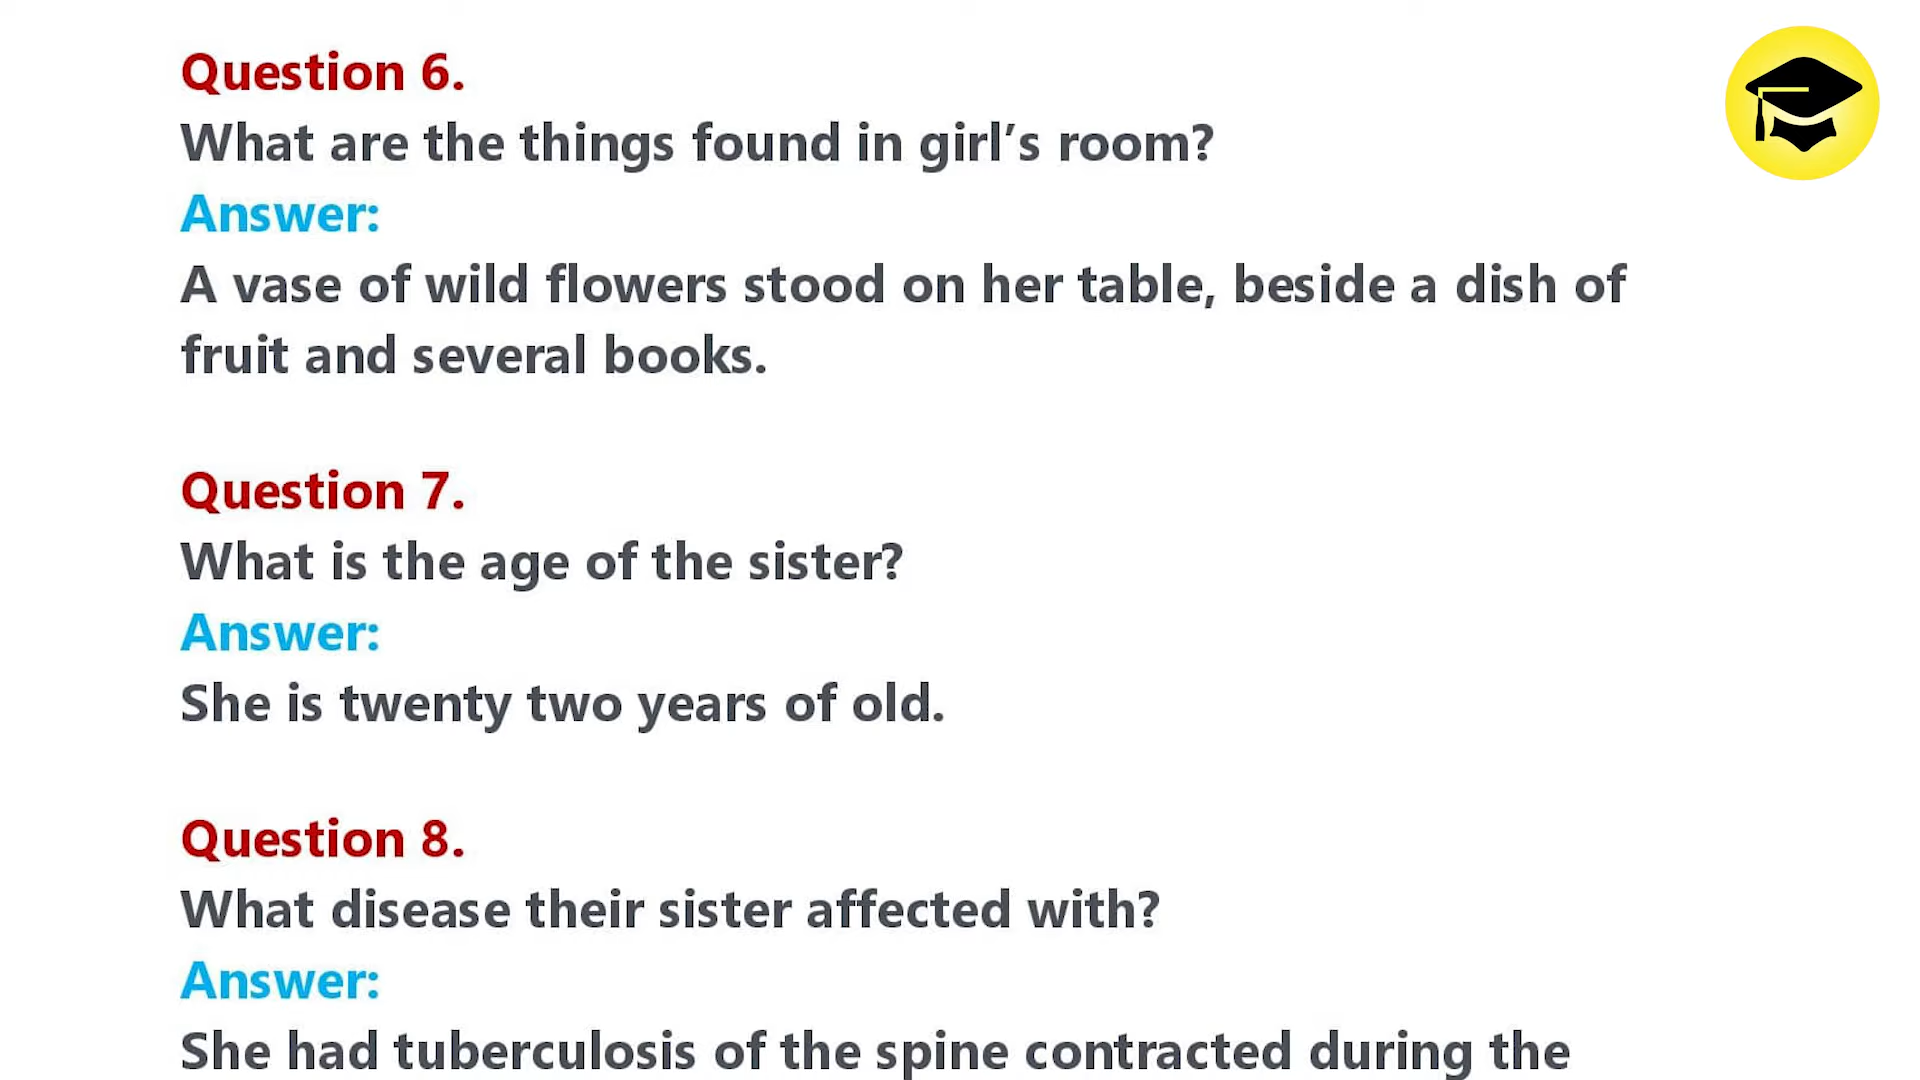 Question 6.
What are the things found in girl’s room?
Answer:
A vase of wild flowers stood on her table, beside a dish of
fruit and several books.
Question 7.
What is the age of the sister?
Answer:
She is twenty two years of old.
Question 8.
What disease their sister affected with?
Answer:
She had tuberculosis of the spine contracted during the